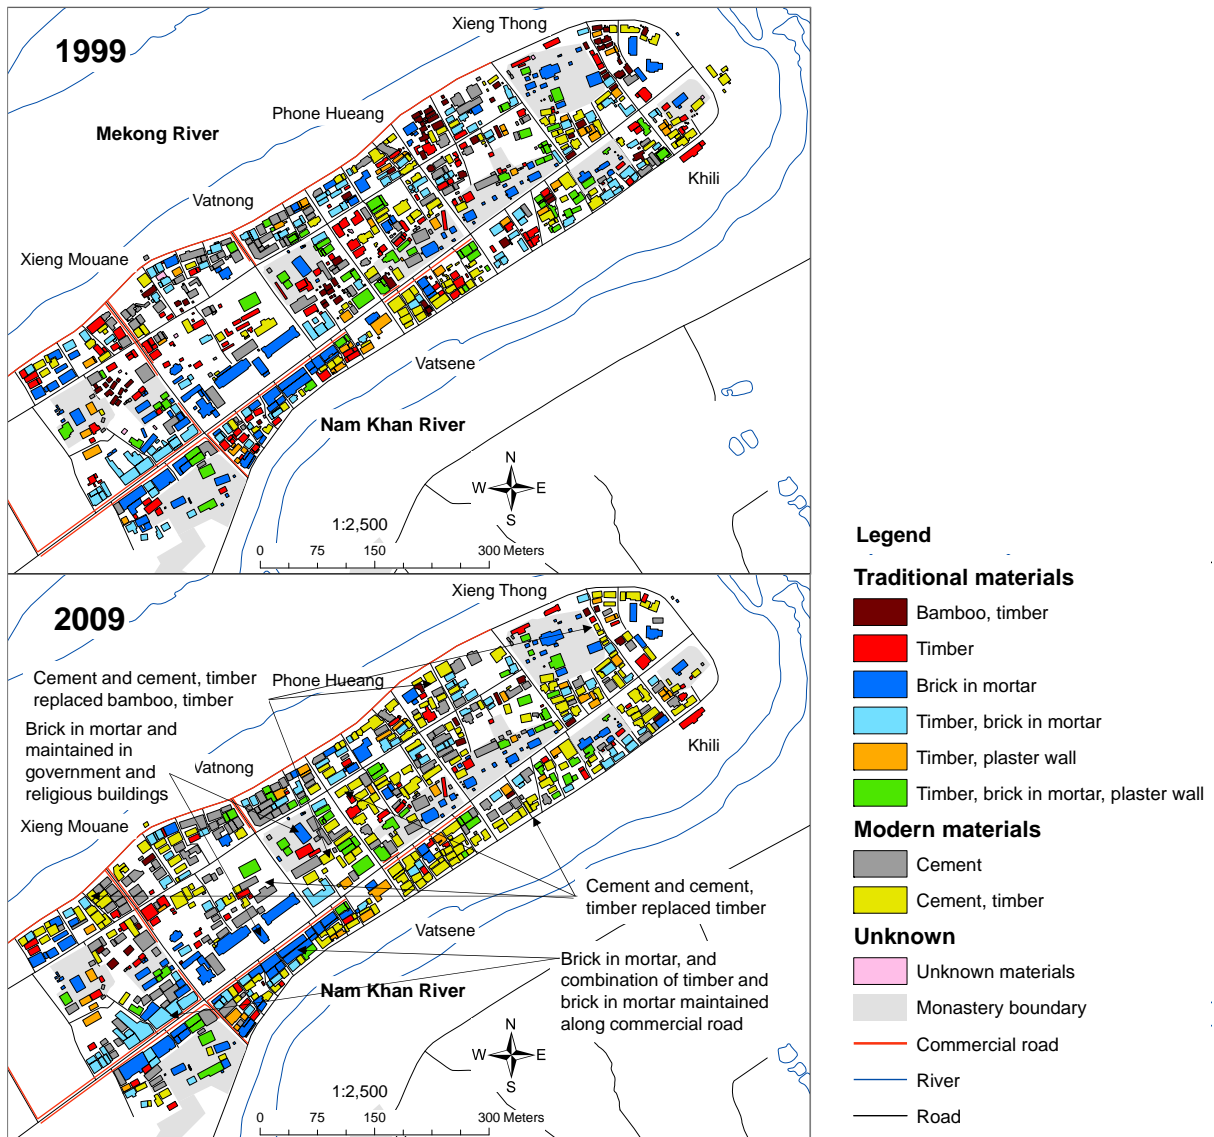 1999
Xieng Thong
Phone Hueang
Mekong River
Khili
Vatnong
Xieng Mouane
Vatsene
Nam Khan River
N
W
E
S
1:2,500
0
75
150
300 Meters
2009
Xieng Thong
Cement and cement, timber
replaced bamboo, timber
Phone Hueang
Brick in mortar and
maintained in
government and
religious buildings
Khili
Vatnong
Xieng Mouane
Cement and cement,
timber replaced timber
Vatsene
Brick in mortar, and
combination of timber and
brick in mortar maintained
along commercial road
Nam Khan River
N
W
E
S
1:2,500
0
75
150
300 Meters
Legend
Traditional materials
Bamboo, timber
Timber
Brick in mortar
Timber, brick in mortar
Timber, plaster wall
Timber, brick in mortar, plaster wall
Modern materials
Cement
Cement, timber
Unknown
Unknown materials
Monastery boundary
Commercial road
River
Road